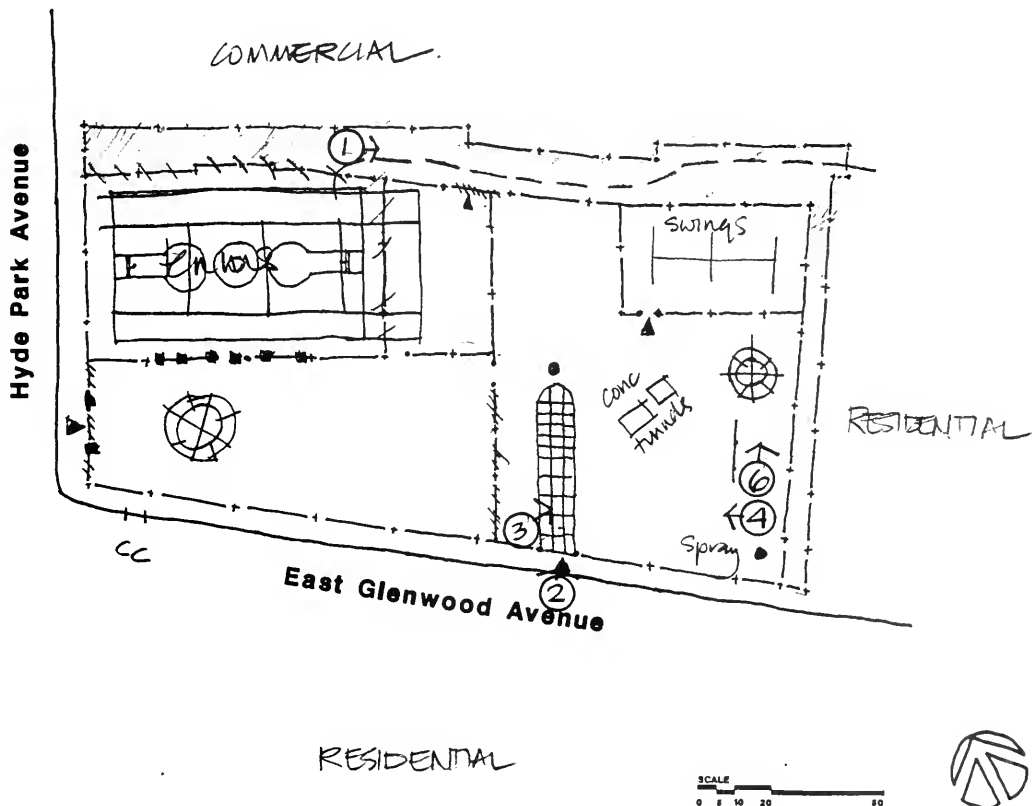 COMMERCIAL.
Hyde Park Avenue
1
swings
conc
tunnels
RESIDENTIAL
6
4
3
spray
CC
East Glenwood Avenue
2
RESIDENTIAL
SCALE
0 5 10 20 50